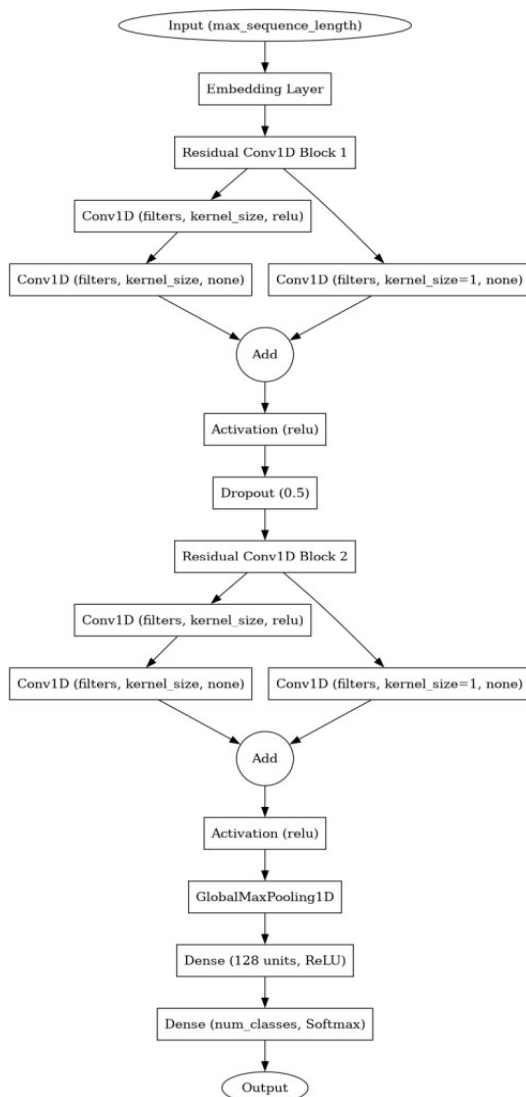 Input (max_sequence_length)
Embedding Layer
Residual Conv1D Block 1
Conv1D (filters, kernel_size, relu)
Conv1D (filters, kernel_size, none)
Conv1D (filters, kernel_size=1, none)
Add
Activation (relu)
Dropout (0.5)
Residual Conv1D Block 2
Conv1D (filters, kernel_size, relu)
Conv1D (filters, kernel_size, none)
Conv1D (filters, kernel_size=1, none)
Add
Activation (relu)
GlobalMaxPooling1D
Dense (128 units, ReLU)
Dense (num_classes, Softmax)
Output